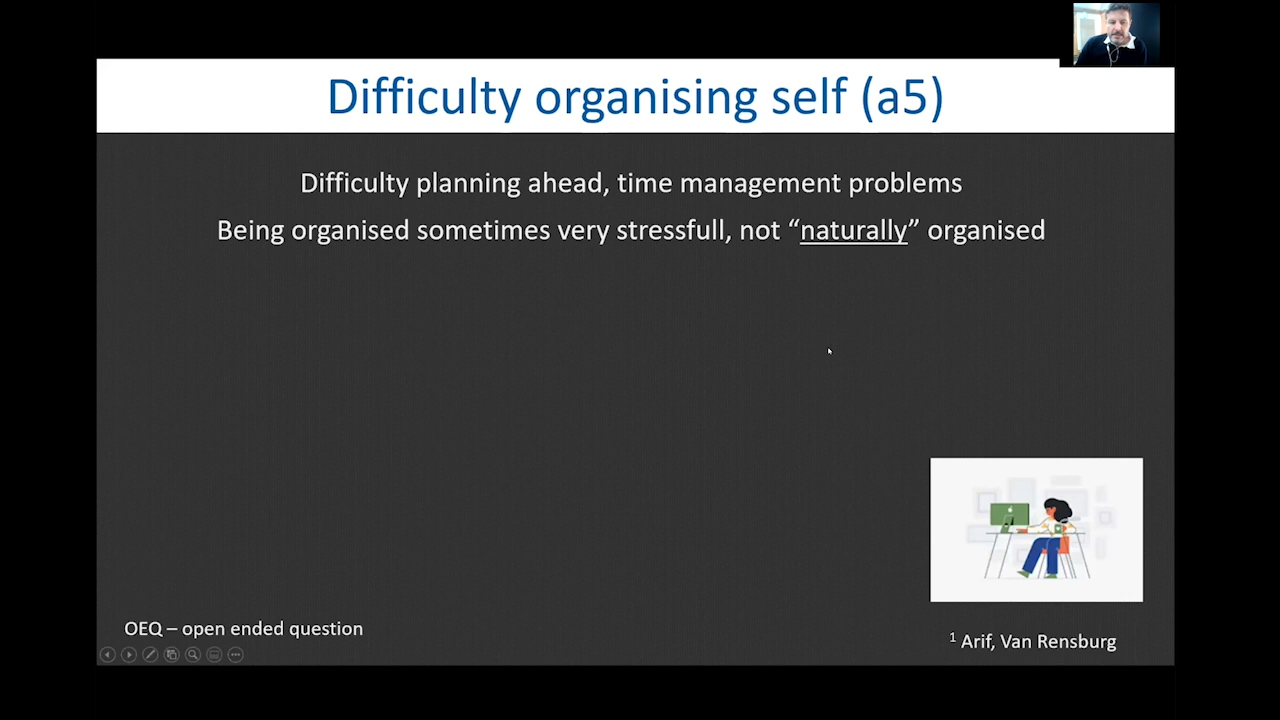 Difficulty organising self (a5)
Difficulty planning ahead, time management problems
Being organised sometimes very stressfull, not “naturally” organised
OEQ – open ended question
1 Arif, Van Rensburg